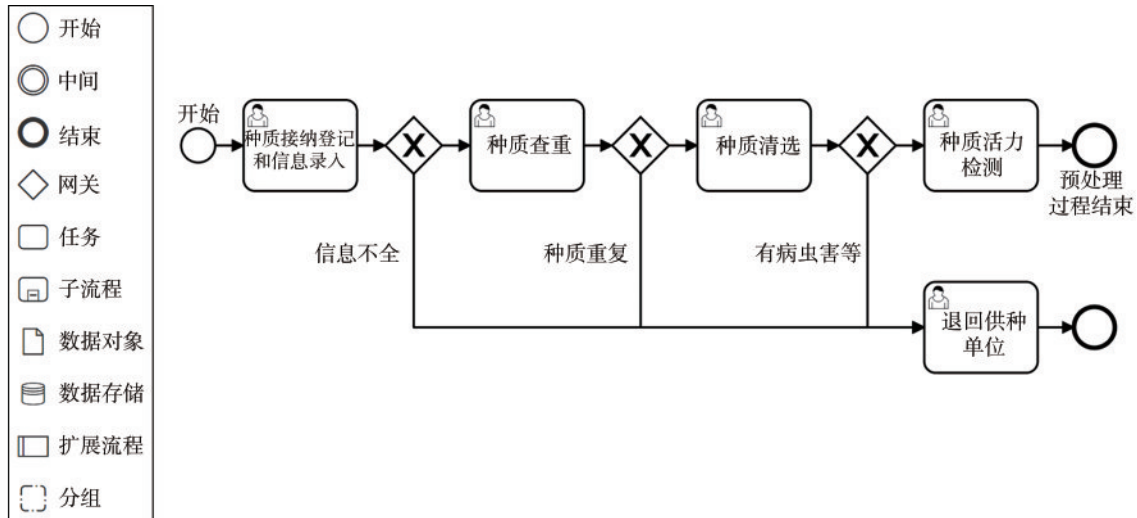 开始
中间
结束
网关
任务
子流程
数据对象
数据存储
扩展流程
分组
开始
种质接纳登记
和信息录入
X
种质查重
X
种质清选
X
种质活力
检测
预处理
过程结束
信息不全
种质重复
有病虫害等
退回供种
单位